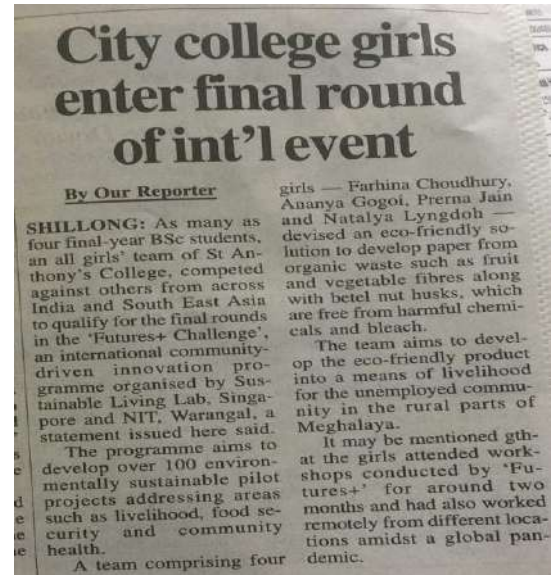 City college girls
enter final round
of int'l event
By Our Reporter
SHILLONG: As many as
four final-year BSc students,
an all girls' team of St An-
thony's College, competed
against others from across
India and South East Asia
to qualify for the final rounds
in the 'Futures+ Challenge',
an international community-
driven innovation pro-
gramme organised by Sus-
tainable Living Lab, Singa-
pore and NIT, Warangal, a
statement issued here said.
The programme aims to
develop over 100 environ-
mentally sustainable pilot
projects addressing areas
such as livelihood, food se-
curity and community
health.
A team comprising four
girls — Farhina Choudhury,
Ananya Gogoi, Prerna Jain
and Natalya Lyngdoh —
devised an eco-friendly so-
lution to develop paper from
organic waste such as fruit
and vegetable fibres along
with betel nut husks, which
are free from harmful chemi-
cals and bleach.
The team aims to devel-
op the eco-friendly product
into a means of livelihood
for the unemployed commu-
nity in the rural parts of
Meghalaya.
It may be mentioned gth-
at the girls attended work-
shops conducted by 'Fu-
tures+' for around two
months and had also worked
remotely from different loca-
tions amidst a global pan-
demic.